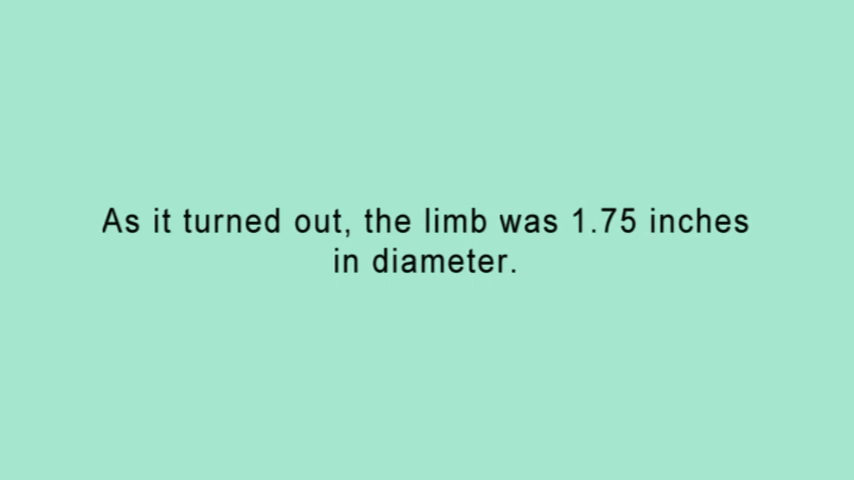 As it turned out, the limb was 1.75 inches
in diameter.